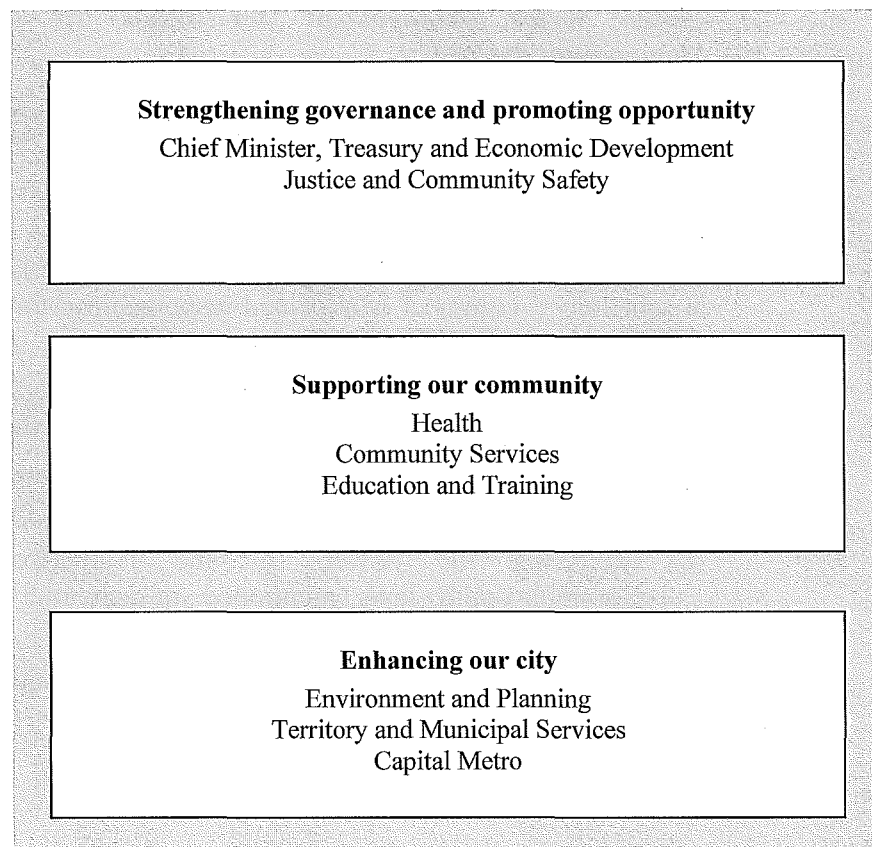 Strengthening governance and promoting opportunity
Chief Minister, Treasury and Economic Development
Justice and Community Safety
Supporting our community
Health
Community Services
Education and Training
Enhancing our city
Environment and Planning
Territory and Municipal Services
Capital Metro